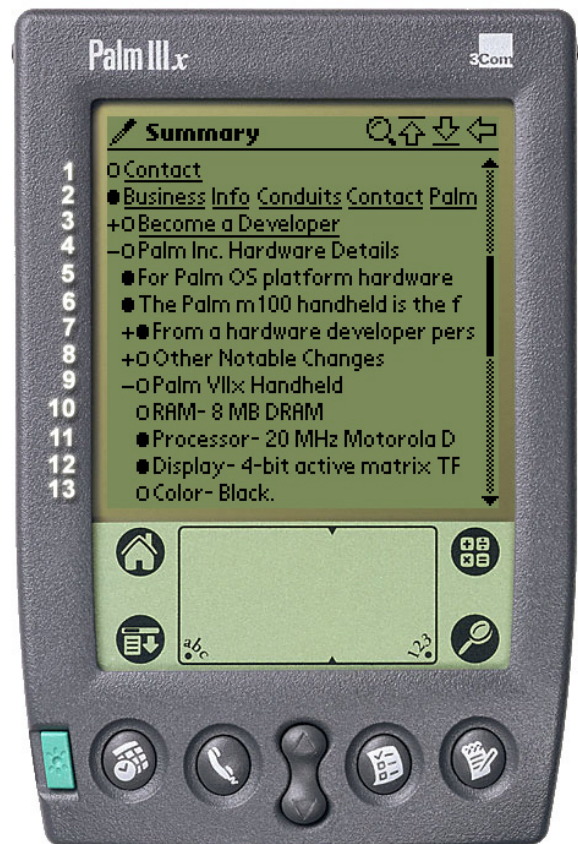 Palm IIIx
3Com
Summary
1 Contact
2 Business Info Conduits Contact Palm
3 +Become a Developer
4 –Palm Inc. Hardware Details
5 For Palm OS platform hardware
6 The Palm m100 handheld is the f
7 +From a hardware developer pers
8 +Other Notable Changes
9 –Palm VIIx Handheld
10 RAM- 8 MB DRAM
11 Processor- 20 MHz Motorola D
12 Display- 4-bit active matrix TF
13 Color- Black.
abc 123